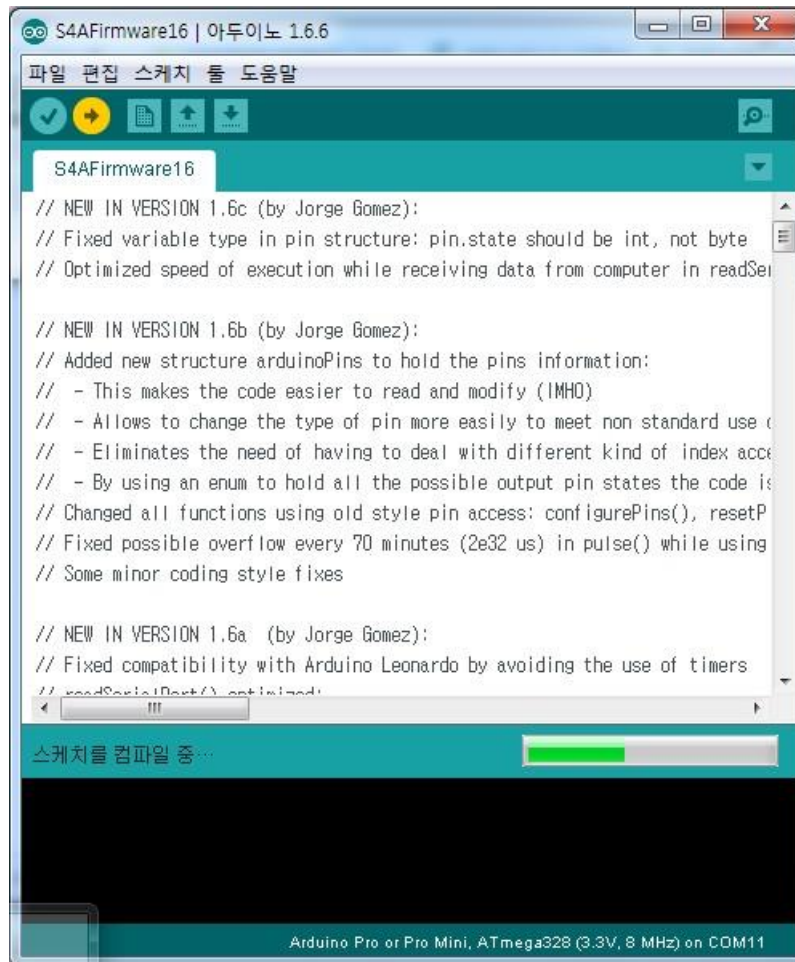 S4AFirmware16 | 아두이노 1.6.6
파일 편집 스케치 툴 도움말
S4AFirmware16
// NEW IN VERSION 1.6c (by Jorge Gomez):
// Fixed variable type in pin structure: pin.state should be int, not byte
// Optimized speed of execution while receiving data from computer in readSer

// NEW IN VERSION 1.6b (by Jorge Gomez):
// Added new structure arduinoPins to hold the pins information:
//  - This makes the code easier to read and modify (IMHO)
//  - Allows to change the type of pin more easily to meet non standard use
//  - Eliminates the need of having to deal with different kind of index acce
//  - By using an enum to hold all the possible output pin states the code is
// Changed all functions using old style pin access: configurePins(), resetP
// Fixed possible overflow every 70 minutes (2e32 us) in pulse() while using
// Some minor coding style fixes

// NEW IN VERSION 1.6a  (by Jorge Gomez):
// Fixed compatibility with Arduino Leonardo by avoiding the use of timers
// readSerialPort() optimized:
스케치를 컴파일 중…
Arduino Pro or Pro Mini, ATmega328 (3.3V, 8 MHz) on COM11